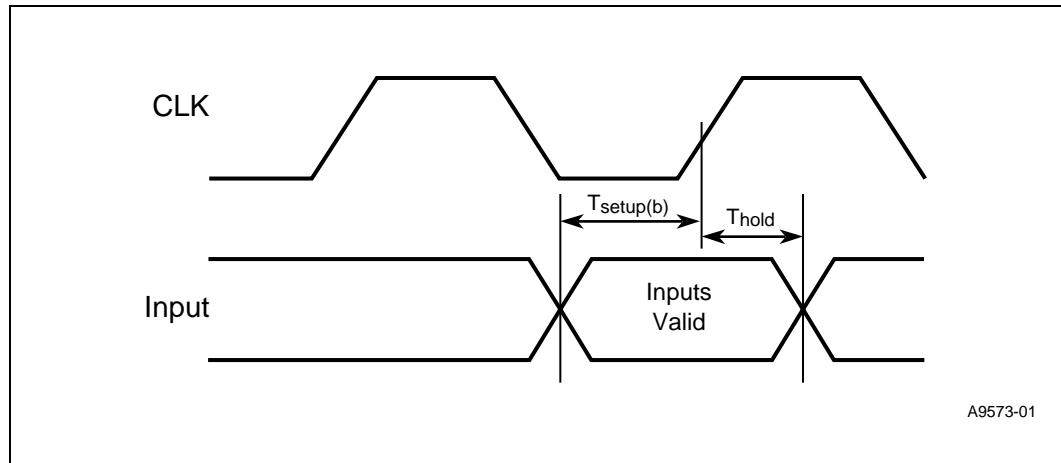 CLK
Tsetup(b)
Thold
Input
Inputs
Valid
A9573-01